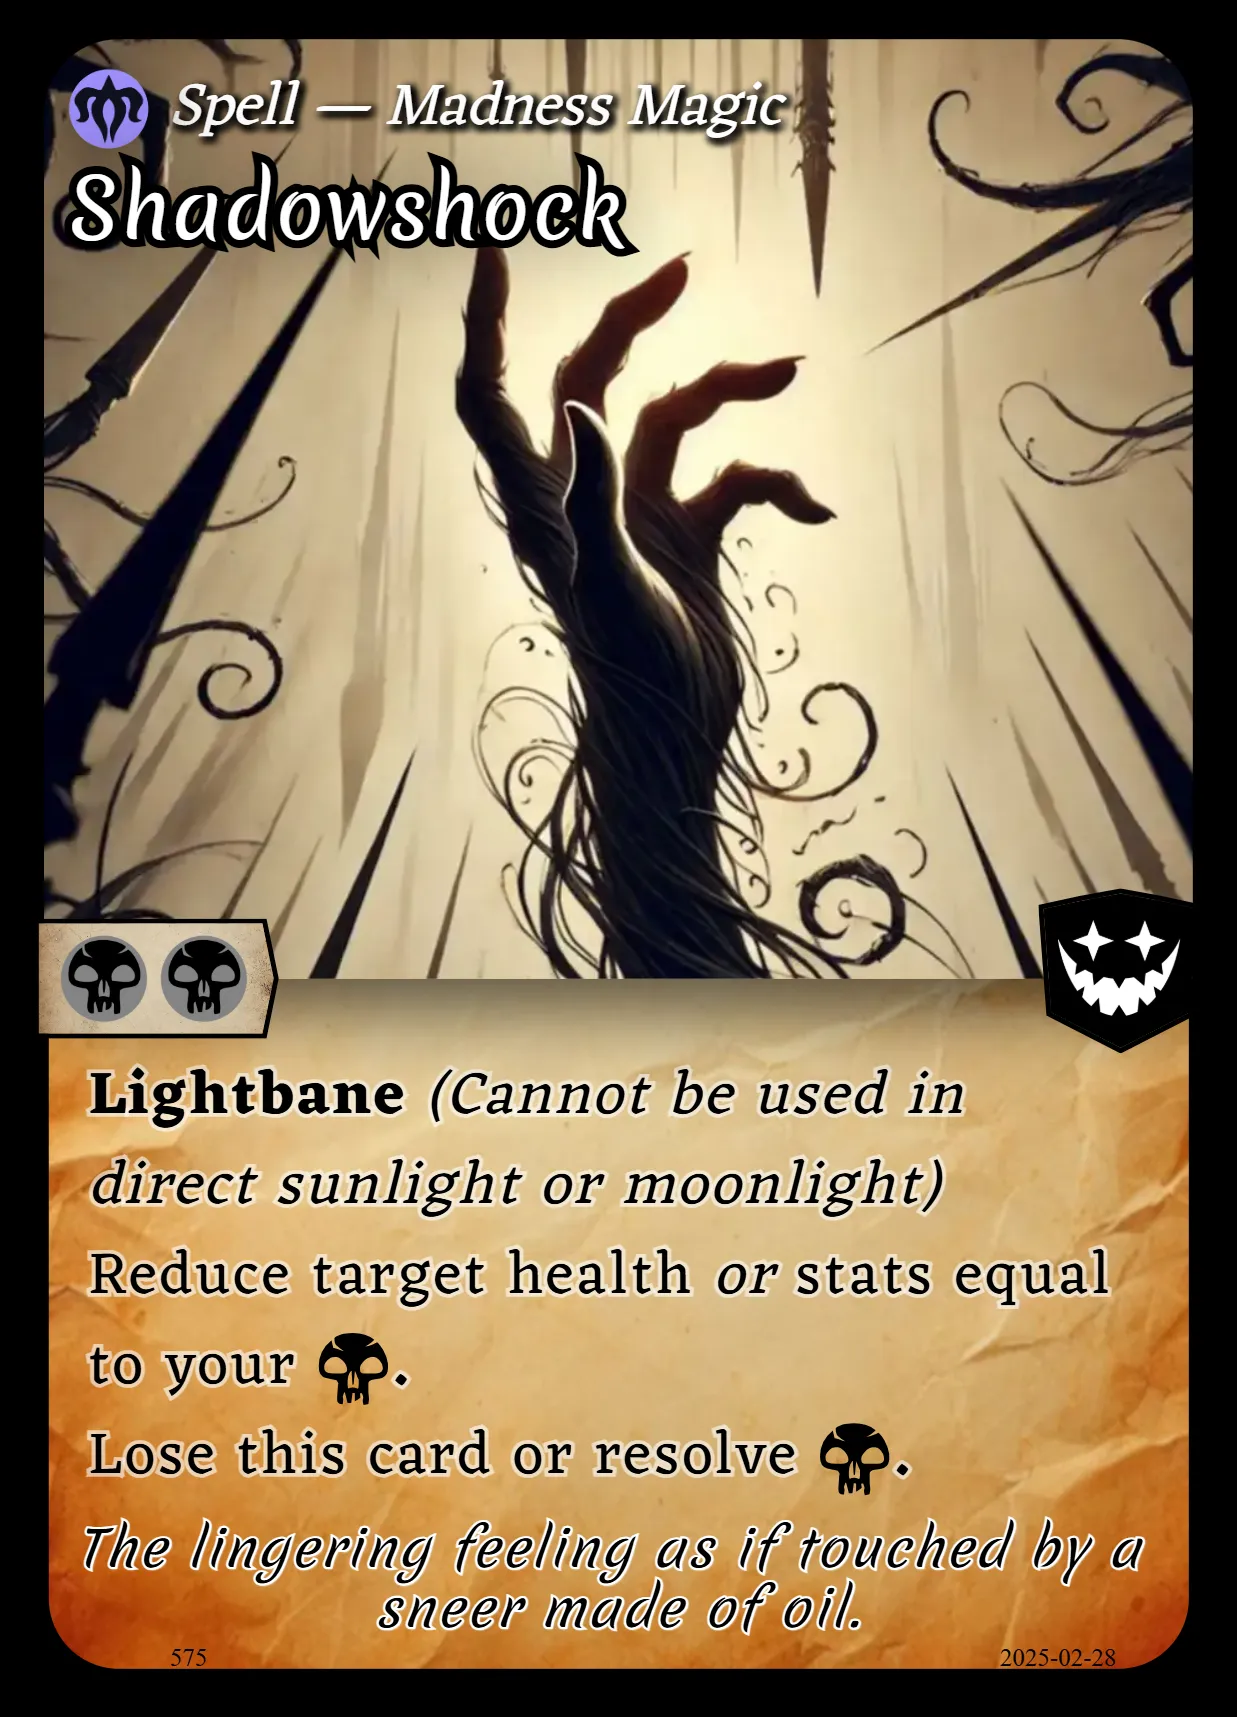 Spell — Madness Magic
Shadowshock
Lightbane (Cannot be used in
direct sunlight or moonlight)
Reduce target health or stats equal
to your .
Lose this card or resolve .
The lingering feeling as if touched by a
sneer made of oil.
575
2025-02-28